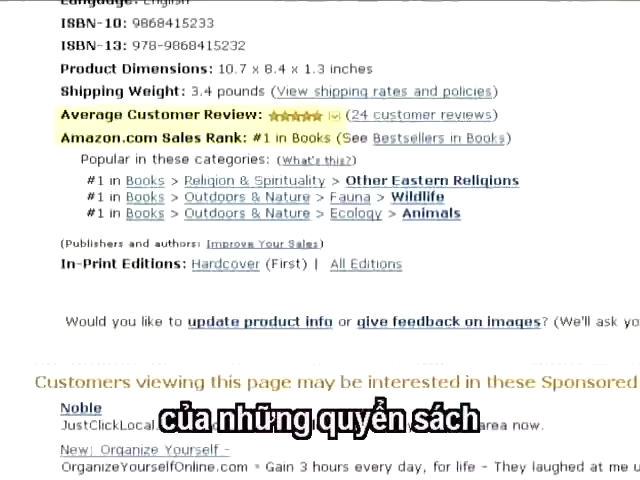 Language: English
ISBN-10: 9868415233
ISBN-13: 978-9868415232
Product Dimensions: 10.7 x 8.4 x 1.3 inches
Shipping Weight: 3.4 pounds (View shipping rates and policies)
Average Customer Review: (24 customer reviews)
Amazon.com Sales Rank: #1 in Books (See Bestsellers in Books)
Popular in these categories: (What's this?)
#1 in Books > Religion & Spirituality > Other Eastern Religions
#1 in Books > Outdoors & Nature > Fauna > Wildlife
#1 in Books > Outdoors & Nature > Ecology > Animals
(Publishers and authors: Improve Your Sales)
In-Print Editions: Hardcover (First) | All Editions
Would you like to update product info or give feedback on images? (We'll ask yo
Customers viewing this page may be interested in these Sponsored
Noble
JustClickLocal. area now.
của những quyển sách
New: Organize Yourself -
OrganizeYourselfOnline.com - Gain 3 hours every day, for life - They laughed at me u